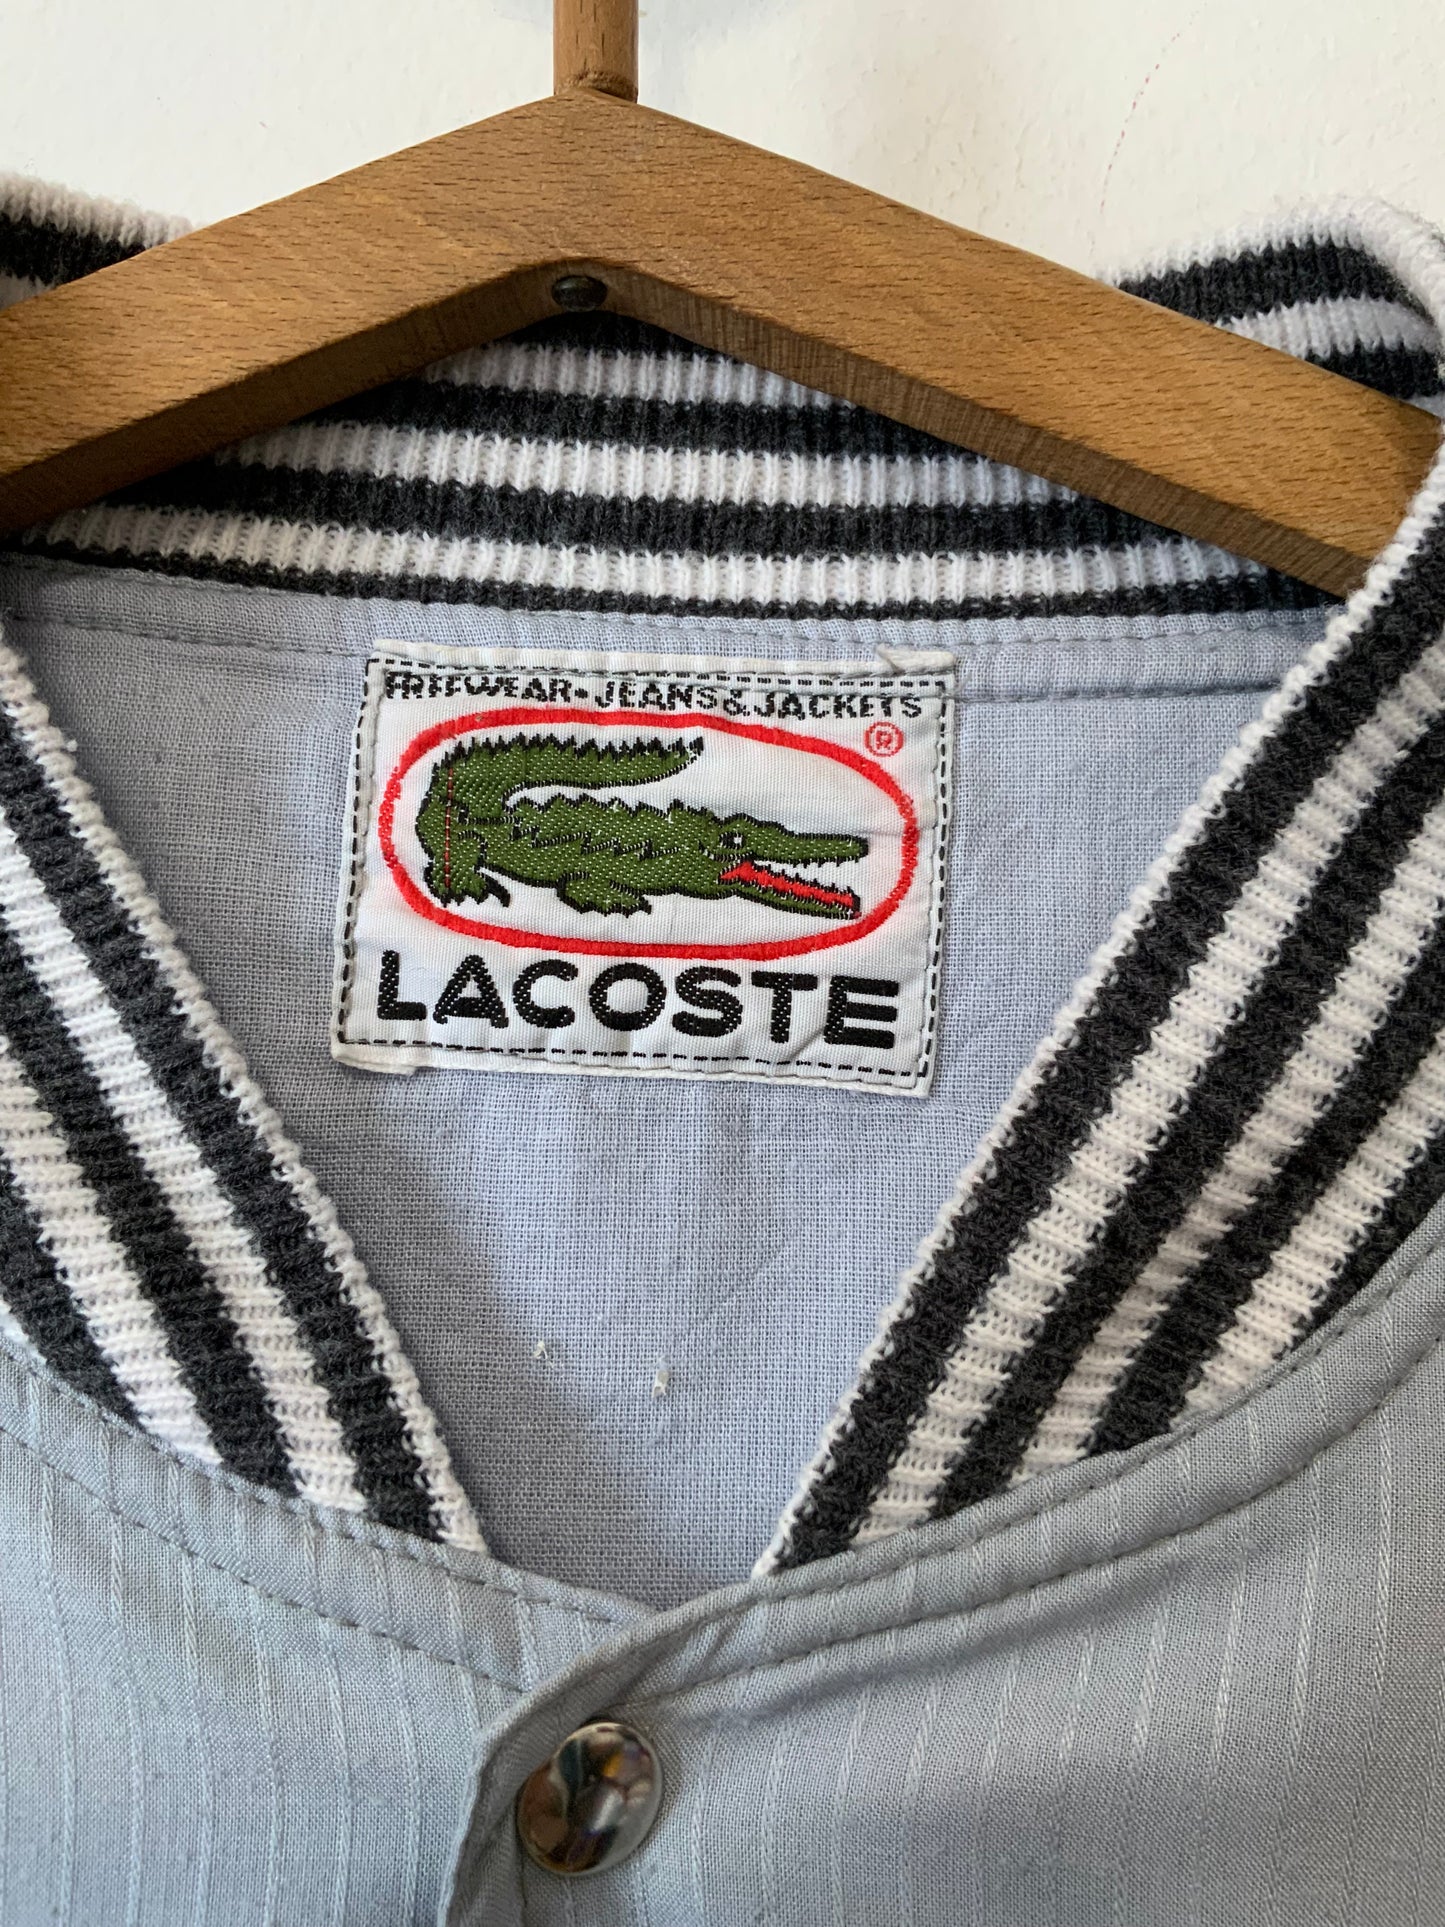 FREEWEAR • JEANS & JACKETS
®
LACOSTE